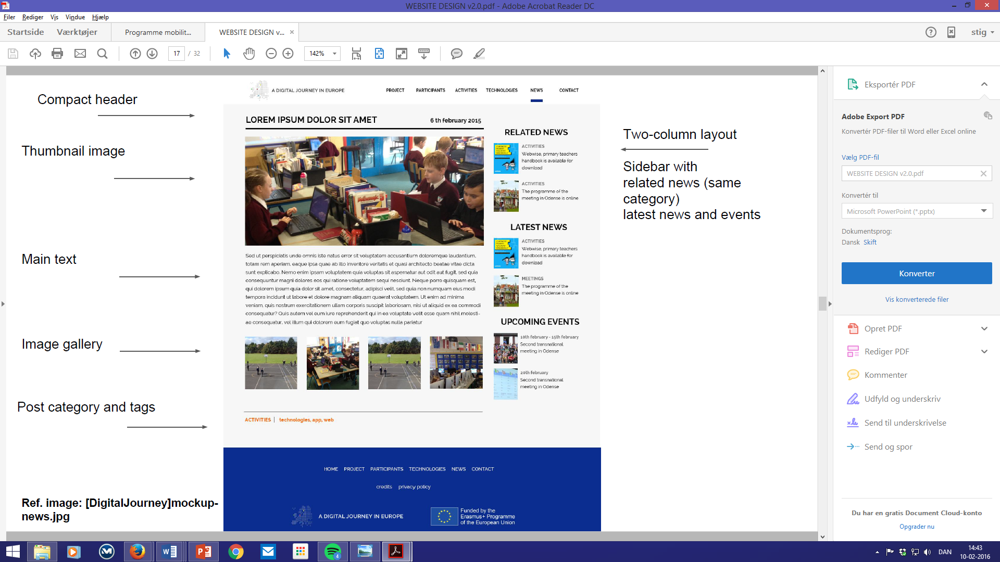 WEBSITE DESIGN v2.0.pdf - Adobe Acrobat Reader DC
Filer Rediger Vis Vindue Hjælp
Startside Værktøjer Programme mobilit... WEBSITE DESIGN v... × stig
17 / 32 142%
Compact header
Thumbnail image
Main text
Image gallery
Post category and tags
Ref. image: [DigitalJourney]mockup-
news.jpg
A DIGITAL JOURNEY IN EUROPE PROJECT PARTICIPANTS ACTIVITIES TECHNOLOGIES NEWS CONTACT
LOREM IPSUM DOLOR SIT AMET 6 th february 2015
Sed ut perspiciatis unde omnis iste natus error sit voluptatem accusantium doloremque laudantium,
totam rem aperiam, eaque ipsa quae ab illo inventore veritatis et quasi architecto beatae vitae dicta
sunt explicabo. Nemo enim ipsam voluptatem quia voluptas sit aspernatur aut odit aut fugit, sed quia
consequuntur magni dolores eos qui ratione voluptatem sequi nesciunt. Neque porro quisquam est,
qui dolorem ipsum quia dolor sit amet, consectetur, adipisci velit, sed quia non numquam eius modi
tempora incidunt ut labore et dolore magnam aliquam quaerat voluptatem. Ut enim ad minima
veniam, quis nostrum exercitationem ullam corporis suscipit laboriosam, nisi ut aliquid ex ea commodi
consequatur? Quis autem vel eum iure reprehenderit qui in ea voluptate velit esse quam nihil molesti-
ae consequatur, vel illum qui dolorem eum fugiat quo voluptas nulla pariatur
ACTIVITIES | technologies, app, web
RELATED NEWS
ACTIVITIES
Webwise, primary teachers
handbook is available for
download
ACTIVITIES
The programme of the
meeting in Odense is online
LATEST NEWS
ACTIVITIES
Webwise, primary teachers
handbook is available for
download
MEETINGS
The programme of the
meeting in Odense is online
UPCOMING EVENTS
10th february - 15th february
Second transnational
meeting in Odense
20th february
Second transnational
meeting in Odense
HOME PROJECT PARTICIPANTS TECHNOLOGIES NEWS CONTACT
credits privacy policy
A DIGITAL JOURNEY IN EUROPE
Funded by the
Erasmus+ Programme
of the European Union
Two-column layout
Sidebar with
related news (same
category)
latest news and events
Eksportér PDF
Adobe Export PDF
Konvertér PDF-filer til Word eller Excel online
Vælg PDF-fil
WEBSITE DESIGN v2.0.pdf
Konvertér til
Microsoft PowerPoint (*.pptx)
Dokumentsprog:
Dansk Skift
Konverter
Vis konverterede filer
Opret PDF
Rediger PDF
Kommenter
Udfyld og underskriv
Send til underskrivelse
Send og spor
Du har en gratis Document Cloud-konto
Opgrader nu
4
DAN
14:43
10-02-2016